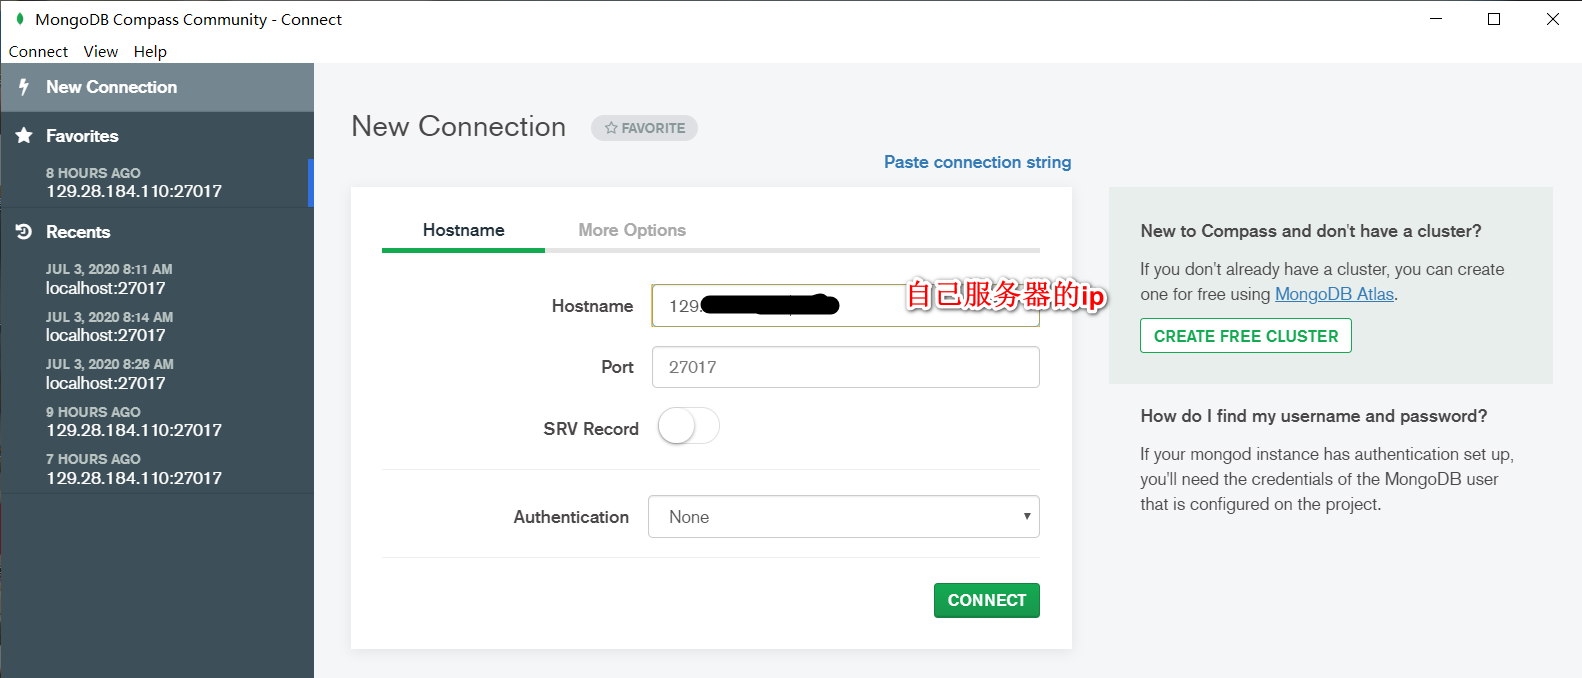 MongoDB Compass Community - Connect
Connect View Help
New Connection
Favorites
8 HOURS AGO
129.28.184.110:27017
Recents
JUL 3, 2020 8:11 AM
localhost:27017
JUL 3, 2020 8:14 AM
localhost:27017
JUL 3, 2020 8:26 AM
localhost:27017
9 HOURS AGO
129.28.184.110:27017
7 HOURS AGO
129.28.184.110:27017
New Connection
FAVORITE
Paste connection string
Hostname
More Options
Hostname
129.
自己服务器的ip
Port
27017
SRV Record
Authentication
None
CONNECT
New to Compass and don't have a cluster?
If you don't already have a cluster, you can create
one for free using MongoDB Atlas.
CREATE FREE CLUSTER
How do I find my username and password?
If your mongod instance has authentication set up,
you'll need the credentials of the MongoDB user
that is configured on the project.